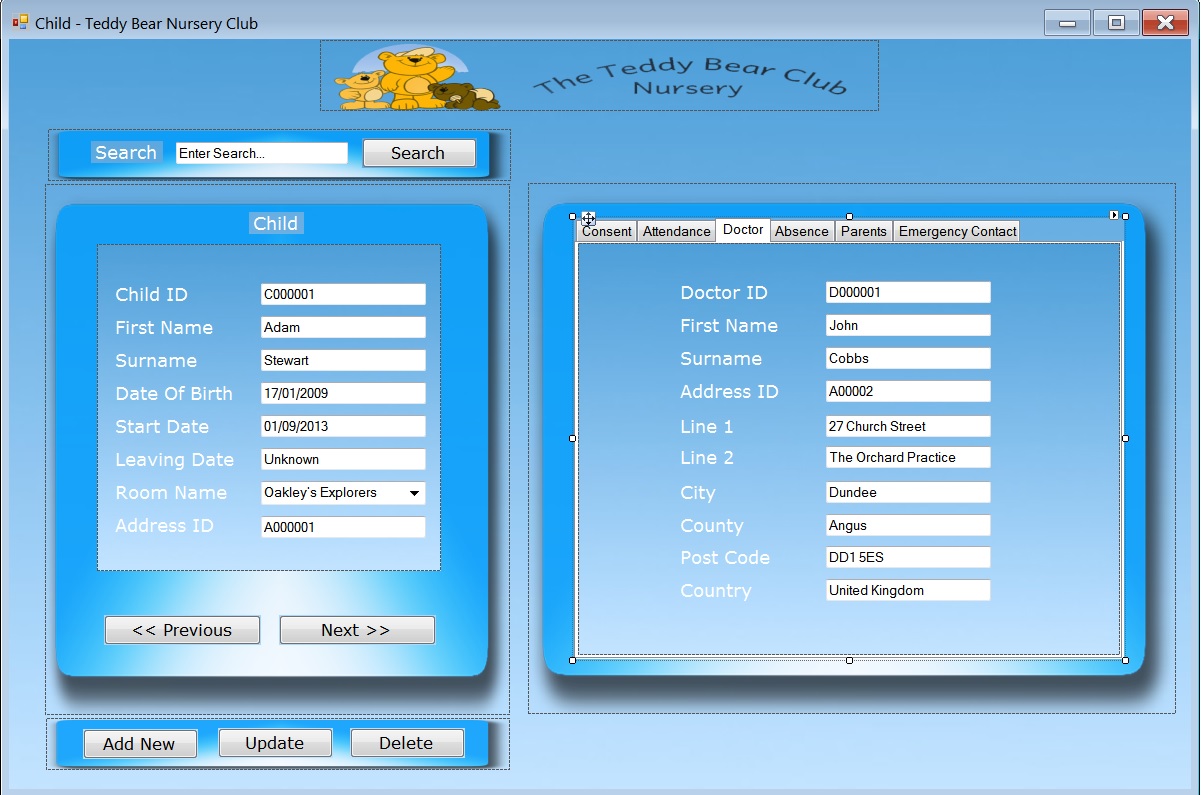 Child - Teddy Bear Nursery Club
The Teddy Bear Club
Nursery
Search Enter Search... Search
Child
Child ID C000001
First Name Adam
Surname Stewart
Date Of Birth 17/01/2009
Start Date 01/09/2013
Leaving Date Unknown
Room Name Oakley's Explorers
Address ID A000001
<< Previous Next >>
Add New Update Delete
Consent Attendance Doctor Absence Parents Emergency Contact
Doctor ID D000001
First Name John
Surname Cobbs
Address ID A00002
Line 1 27 Church Street
Line 2 The Orchard Practice
City Dundee
County Angus
Post Code DD1 5ES
Country United Kingdom